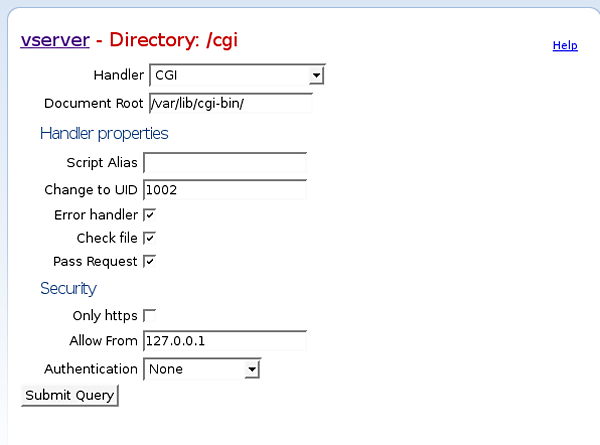 vserver - Directory: /cgi
Help
Handler CGI
Document Root /var/lib/cgi-bin/
Handler properties
Script Alias
Change to UID 1002
Error handler
Check file
Pass Request
Security
Only https
Allow From 127.0.0.1
Authentication None
Submit Query